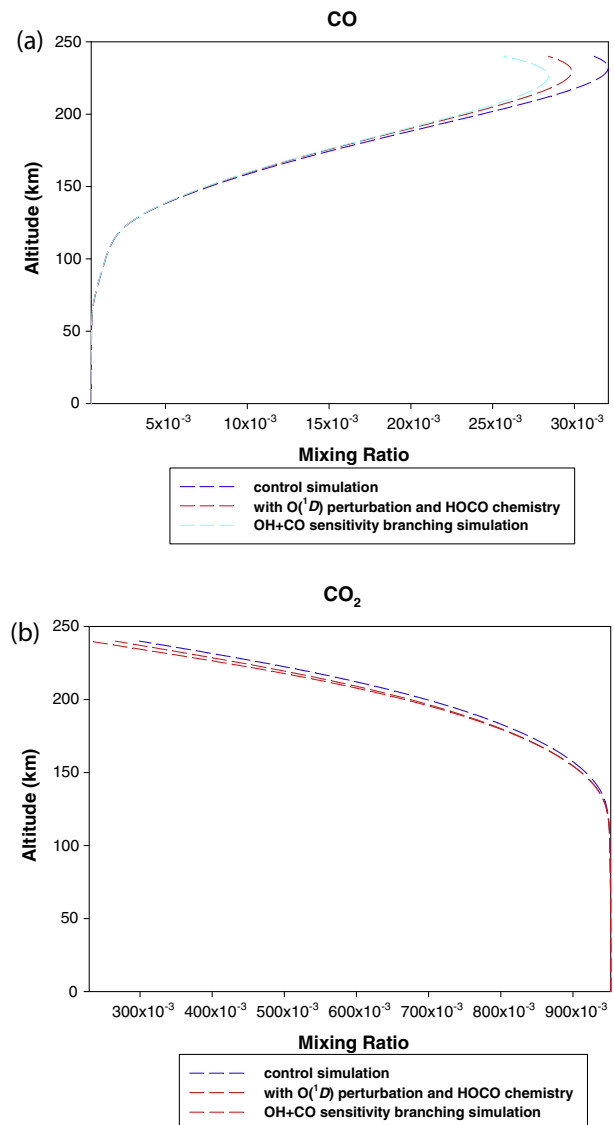 CO
(a)
250
200
150
100
50
0
Altitude (km)
5x10⁻³ 10x10⁻³ 15x10⁻³ 20x10⁻³ 25x10⁻³ 30x10⁻³
Mixing Ratio
control simulation
with O(¹D) perturbation and HOCO chemistry
OH+CO sensitivity branching simulation
CO₂
(b)
250
200
150
100
50
0
Altitude (km)
300x10⁻³ 400x10⁻³ 500x10⁻³ 600x10⁻³ 700x10⁻³ 800x10⁻³ 900x10⁻³
Mixing Ratio
control simulation
with O(¹D) perturbation and HOCO chemistry
OH+CO sensitivity branching simulation